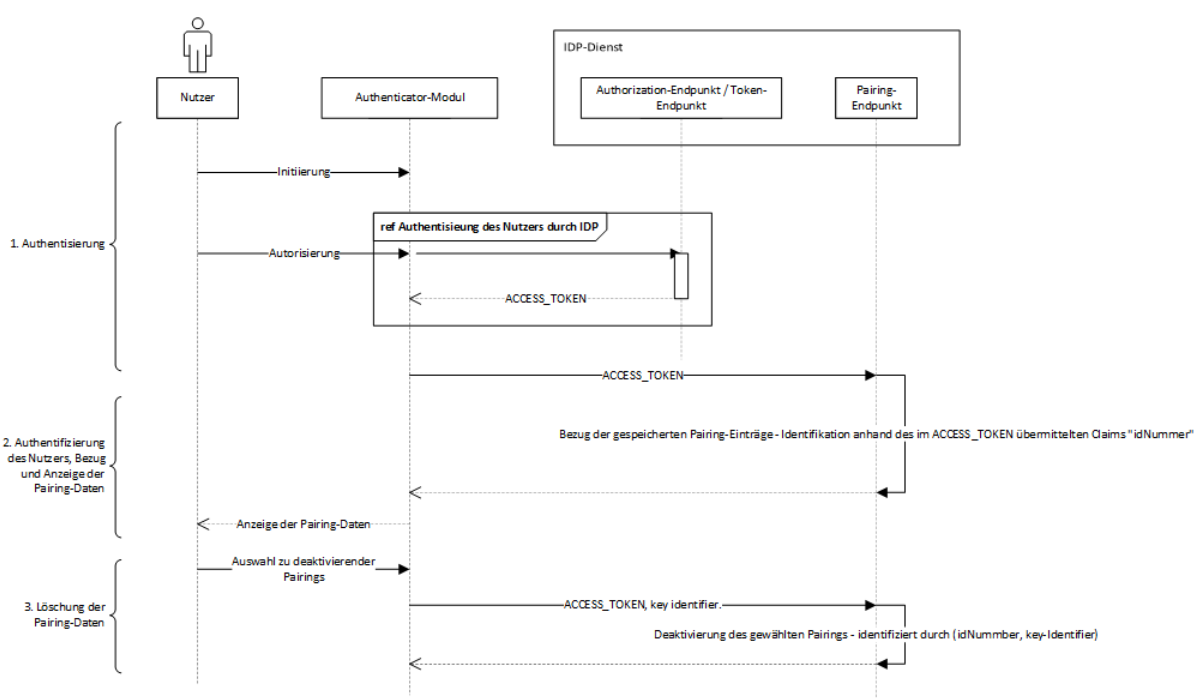 IDP-Dienst
Nutzer
Authenticator-Modul
Authorization-Endpunkt / Token-
Endpunkt
Pairing-
Endpunkt
Initiierung
ref Authentisieung des Nutzers durch IDP
1. Authentisierung
Autorisierung
ACCESS_TOKEN
ACCESS_TOKEN
Bezug der gespeicherten Pairing-Einträge - Identifikation anhand des im ACCESS_TOKEN übermittelten Claims "idNummer"
2. Authentifizierung
des Nutzers, Bezug
und Anzeige der
Pairing-Daten
Anzeige der Pairing-Daten
Auswahl zu deaktivierender
Pairings
3. Löschung der
Pairing-Daten
ACCESS_TOKEN, key identifier.
Deaktivierung des gewählten Pairings - identifiziert durch (idNummber, key-Identifier)